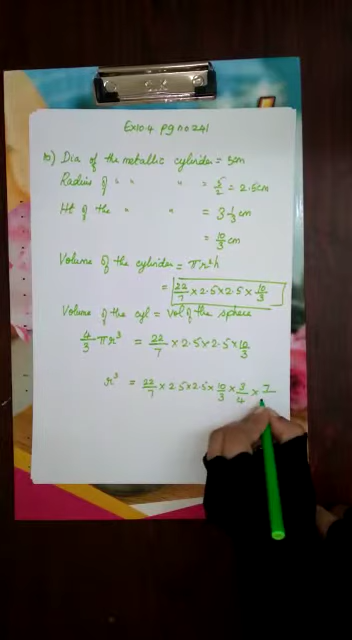 Ex 10.4 pg no 241
10) Dia of the metallic cylinder = 5cm
Radius of " " " = 5/2 = 2.5cm
Ht of the " " = 3 1/3 cm
= 10/3 cm
Volume of the cylinder = πr²h
= 22/7 × 2.5 × 2.5 × 10/3
Volume of the cyl = vol of the sphere
4/3 πr³ = 22/7 × 2.5 × 2.5 × 10/3
r³ = 22/7 × 2.5 × 2.5 × 10/3 × 3/4 × 7